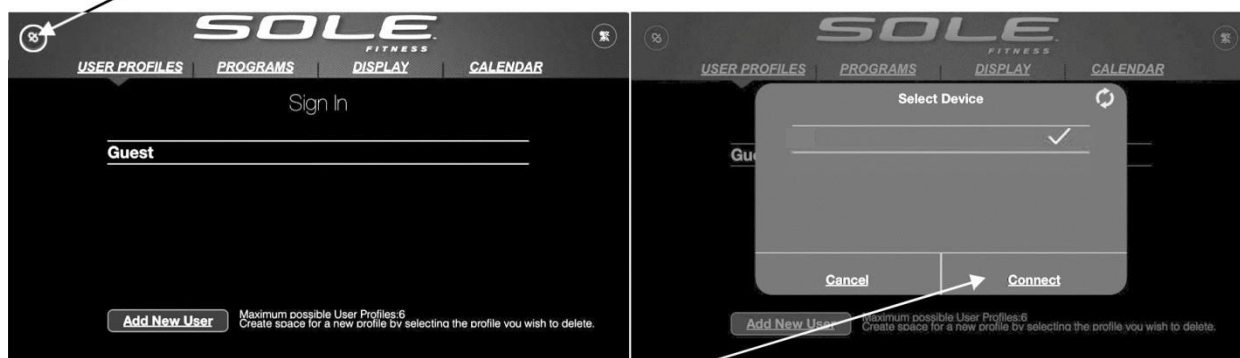 SOLE
FITNESS
繁
USER PROFILES
PROGRAMS
DISPLAY
CALENDAR
Sign In
Guest
Add New User
Maximum possible User Profiles:6
Create space for a new profile by selecting the profile you wish to delete.
SOLE
FITNESS
繁
USER PROFILES
PROGRAMS
DISPLAY
CALENDAR
Select Device
Gu
Cancel
Connect
Add New User
Maximum possible User Profiles:6
Create space for a new profile by selecting the profile you wish to delete.